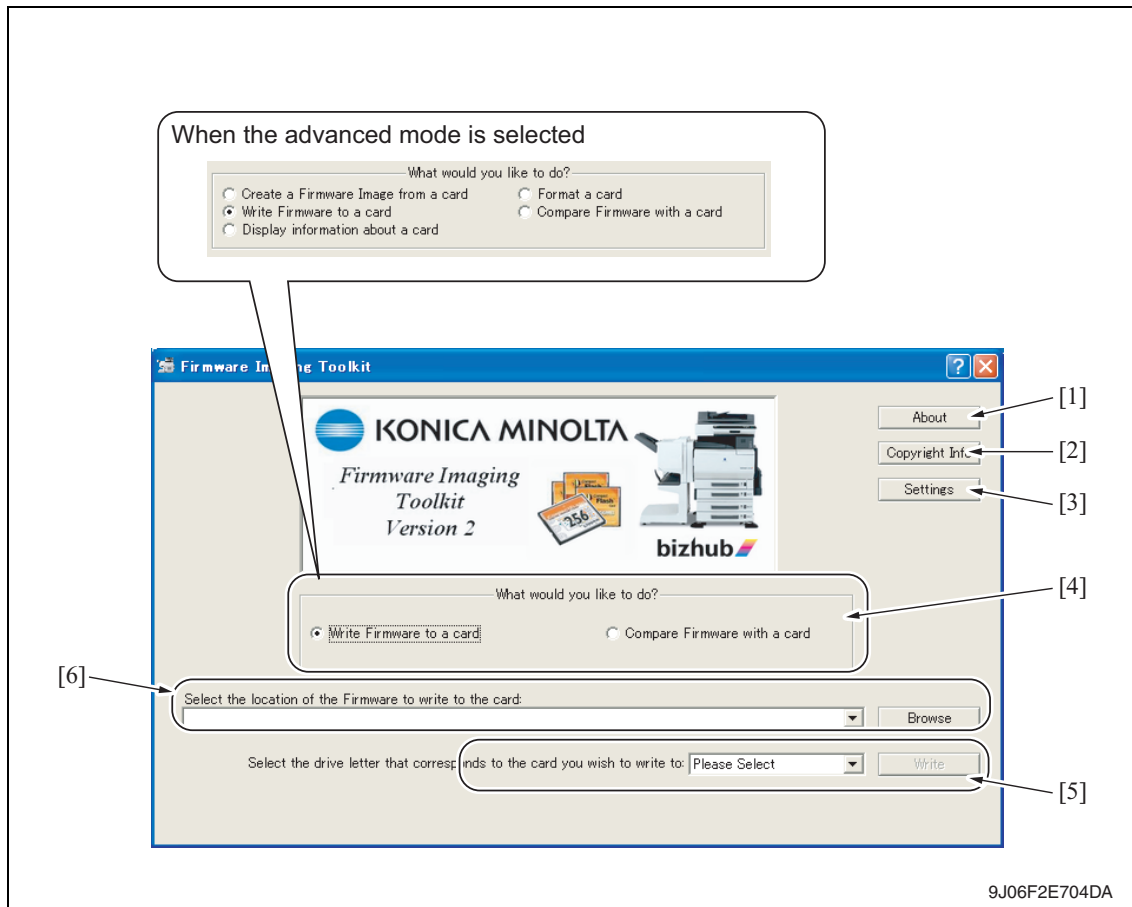 When the advanced mode is selected
What would you like to do?
Create a Firmware Image from a card
Format a card
Write Firmware to a card
Compare Firmware with a card
Display information about a card
Firmware Im ng Toolkit
KONICA MINOLTA
Firmware Imaging
Toolkit
Version 2
256
bizhub
About
[1]
Copyright Info
[2]
Settings
[3]
What would you like to do?
[4]
Write Firmware to a card
Compare Firmware with a card
[6]
Select the location of the Firmware to write to the card:
Browse
Select the drive letter that corresponds to the card you wish to write to: Please Select
Write
[5]
9J06F2E704DA